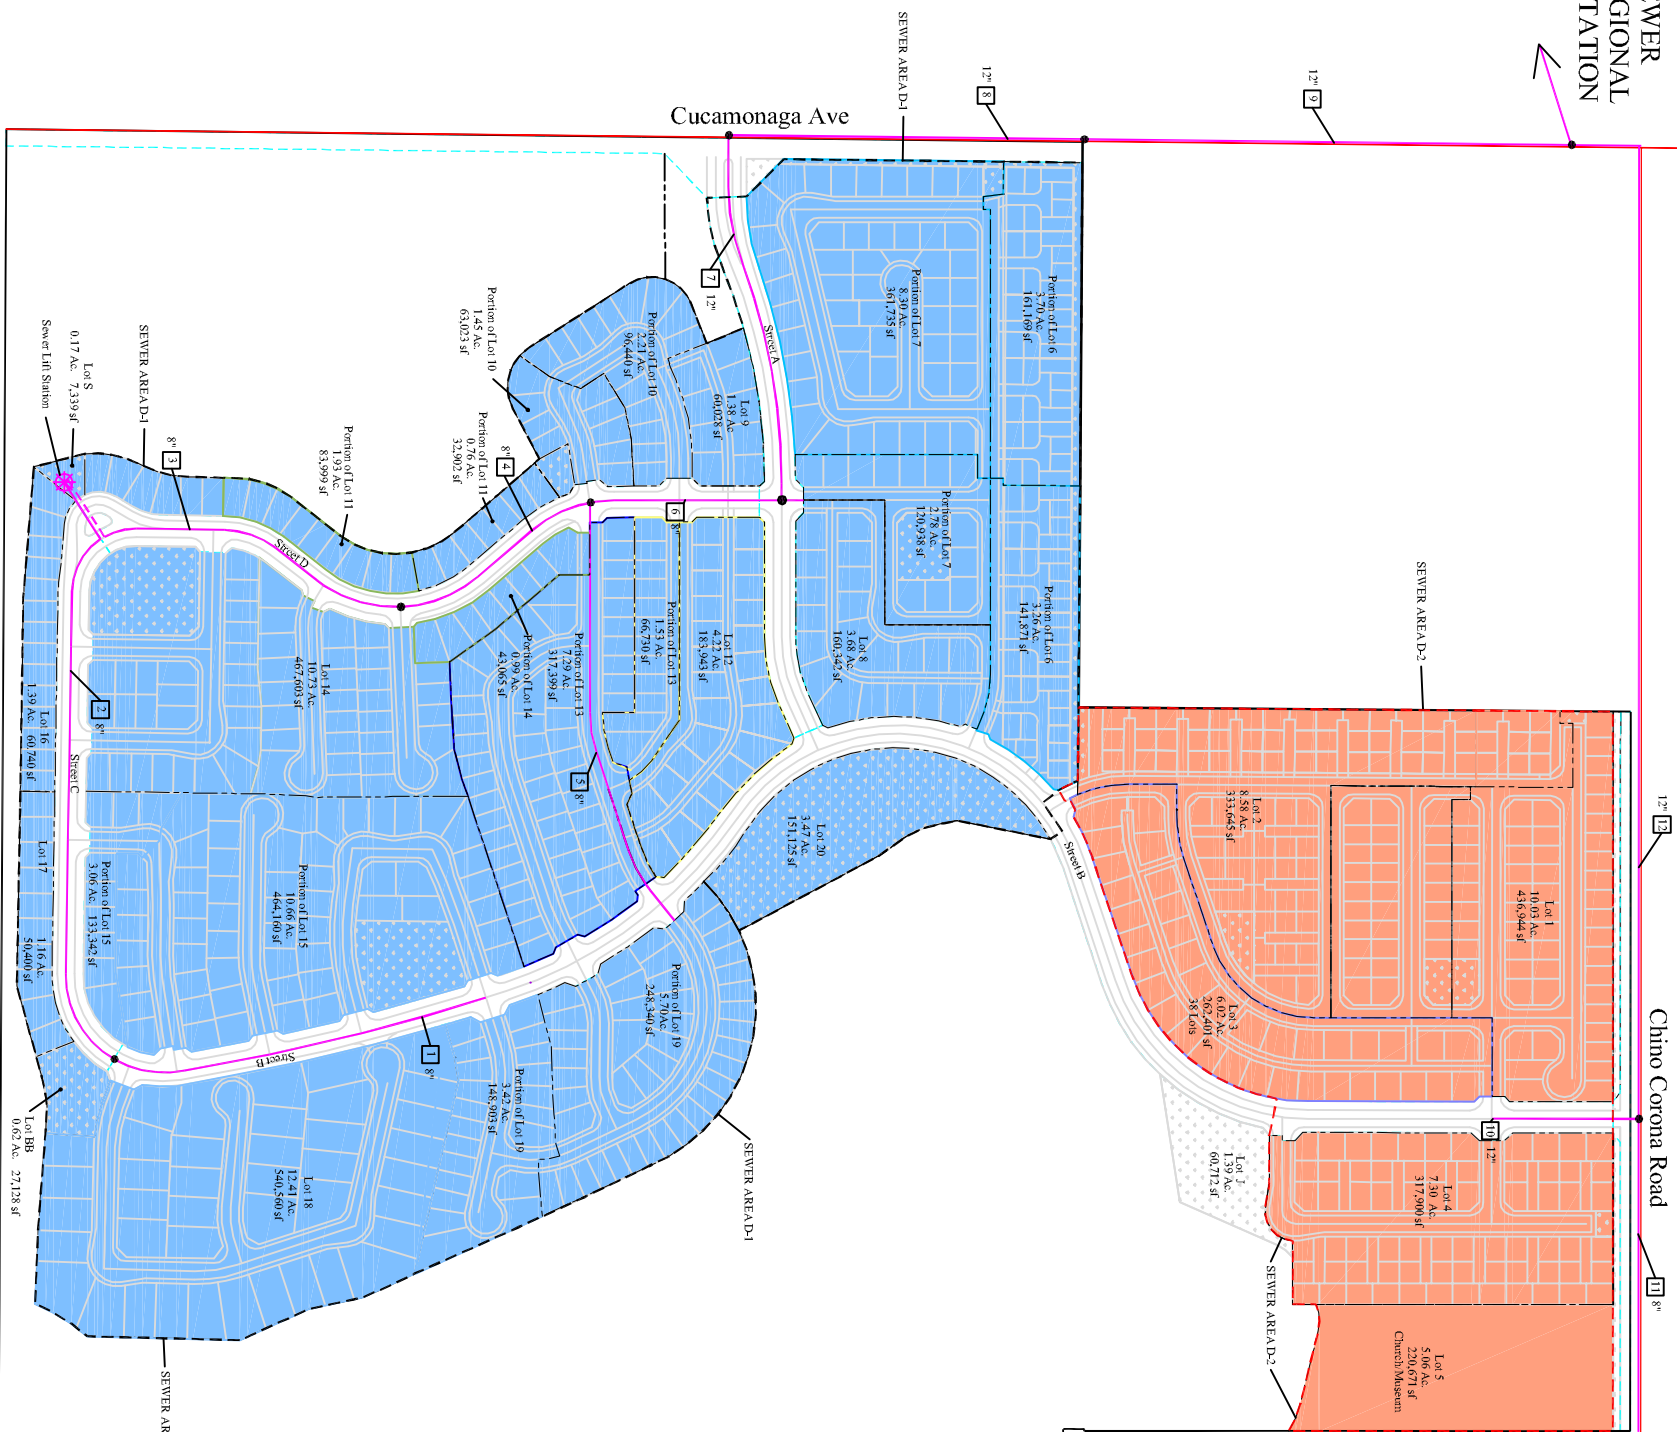 EWER
GIONAL
TATION
12" 9
12" 8
SEWER AREA D-1
Cucamonaga Ave
7 12"
Street A
Portion of Lot 6
3.70 Ac.
161,169 sf
Portion of Lot 7
8.30 Ac.
361,735 sf
Portion of Lot 10
1.45 Ac.
63,023 sf
Portion of Lot 10
2.21 Ac.
96,440 sf
Lot 9
1.38 Ac.
60,028 sf
Lot S
0.17 Ac. 7,339 sf
Sewer Lift Station
SEWER AREA D-1
8" 3
Portion of Lot 11
1.93 Ac.
83,999 sf
Portion of Lot 11
0.76 Ac.
32,902 sf
8" 4
6 8"
Portion of Lot 7
2.78 Ac.
120,938 sf
Portion of Lot 6
3.26 Ac.
141,871 sf
Lot 8
3.68 Ac.
160,342 sf
Lot 12
4.22 Ac.
183,943 sf
Portion of Lot 13
1.53 Ac.
66,730 sf
Portion of Lot 13
7.29 Ac.
317,399 sf
Portion of Lot 14
0.99 Ac.
43,065 sf
Street D
Lot 14
10.73 Ac.
467,603 sf
2 8"
Lot 16
1.39 Ac. 60,740 sf
Street C
5 8"
SEWER AREA D-2
Lot 2
8.58 Ac.
333,645 sf
Lot 1
10.03 Ac.
436,944 sf
12" 12
Lot 20
3.47 Ac.
151,125 sf
Street B
Lot 17
1.16 Ac.
50,400 sf
Portion of Lot 15
3.06 Ac. 133,342 sf
Portion of Lot 15
10.66 Ac.
464,160 sf
Portion of Lot 19
5.70Ac.
248,340 sf
Lot 3
6.02 Ac.
262,401 sf
38 Lots
Chino Corona Road
Street B
1 8"
Portion of Lot 19
3.42 Ac.
148,903 sf
10 12"
Lot BB
0.62 Ac. 27,128 sf
Lot 18
12.41 Ac.
540,560 sf
SEWER AREA D-1
Lot J
1.39 Ac.
60,712 sf
Lot 4
7.30 Ac.
317,900 sf
11 8"
SEWER AREA D-2
Lot 5
5.06 Ac.
220,671 sf
Church/Museum
SEWER AR